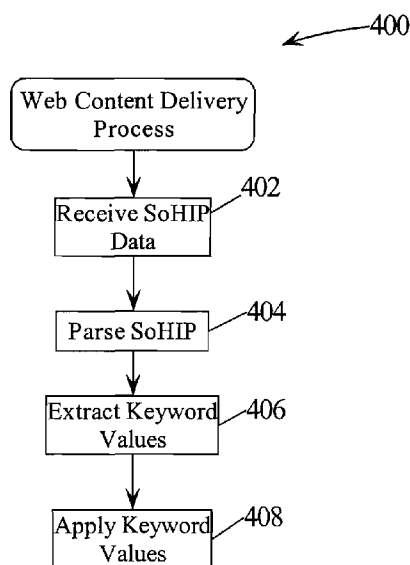 400
Web Content Delivery
Process
402
Receive SoHIP
Data
404
Parse SoHIP
406
Extract Keyword
Values
408
Apply Keyword
Values